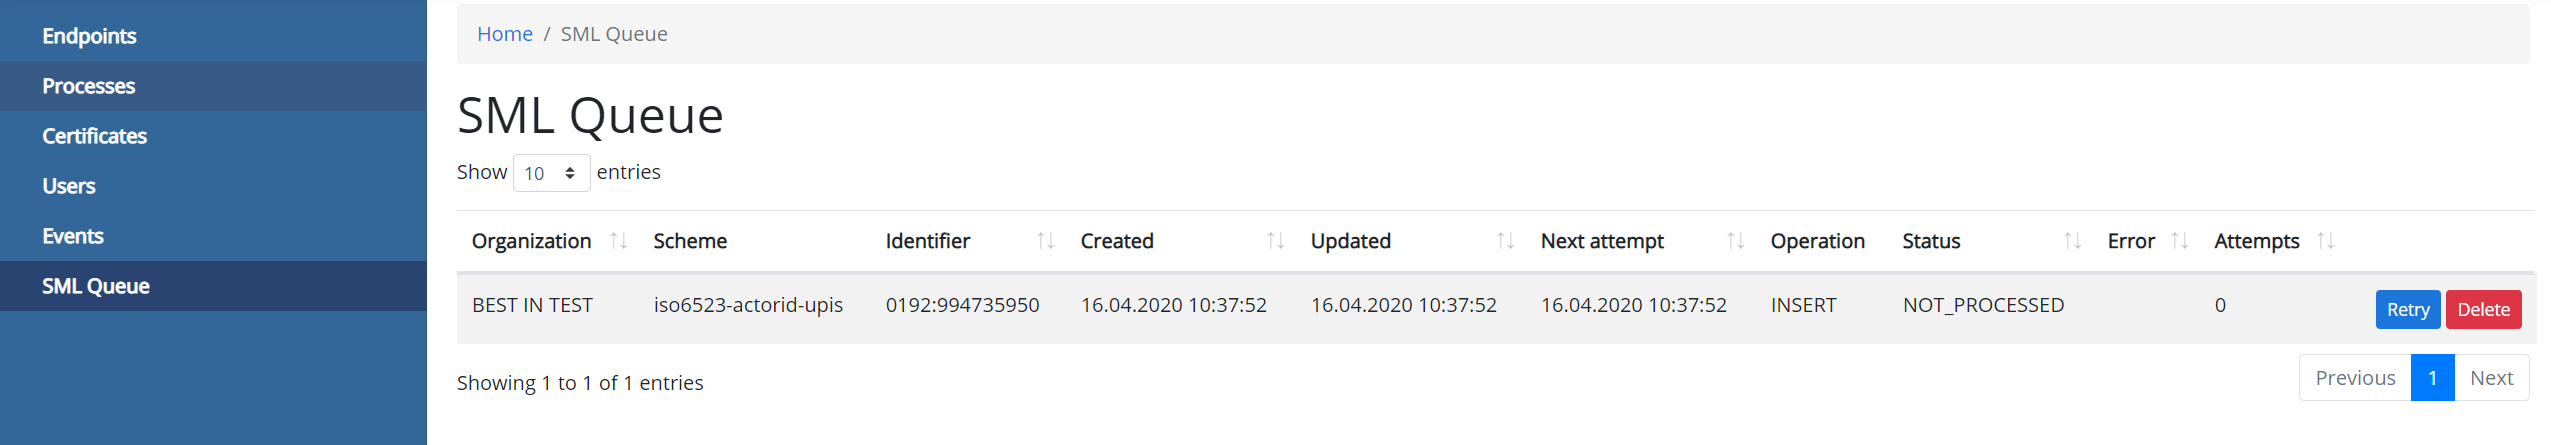 Endpoints
Processes
Certificates
Users
Events
SML Queue
Home / SML Queue
SML Queue
Show 10 entries
Organization Scheme Identifier Created Updated Next attempt Operation Status Error Attempts
BEST IN TEST iso6523-actorid-upis 0192:994735950 16.04.2020 10:37:52 16.04.2020 10:37:52 16.04.2020 10:37:52 INSERT NOT_PROCESSED 0 Retry Delete
Showing 1 to 1 of 1 entries
Previous 1 Next